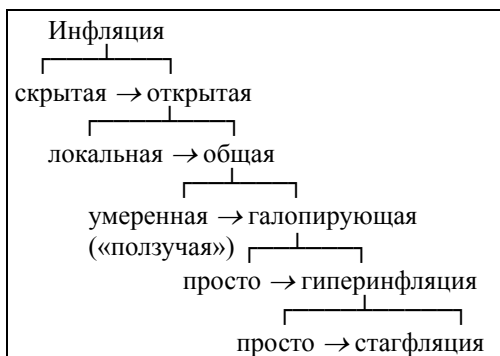 Инфляция
скрытая → открытая
локальная → общая
умеренная → галопирующая
(«ползучая»)
просто → гиперинфляция
просто → стагфляция